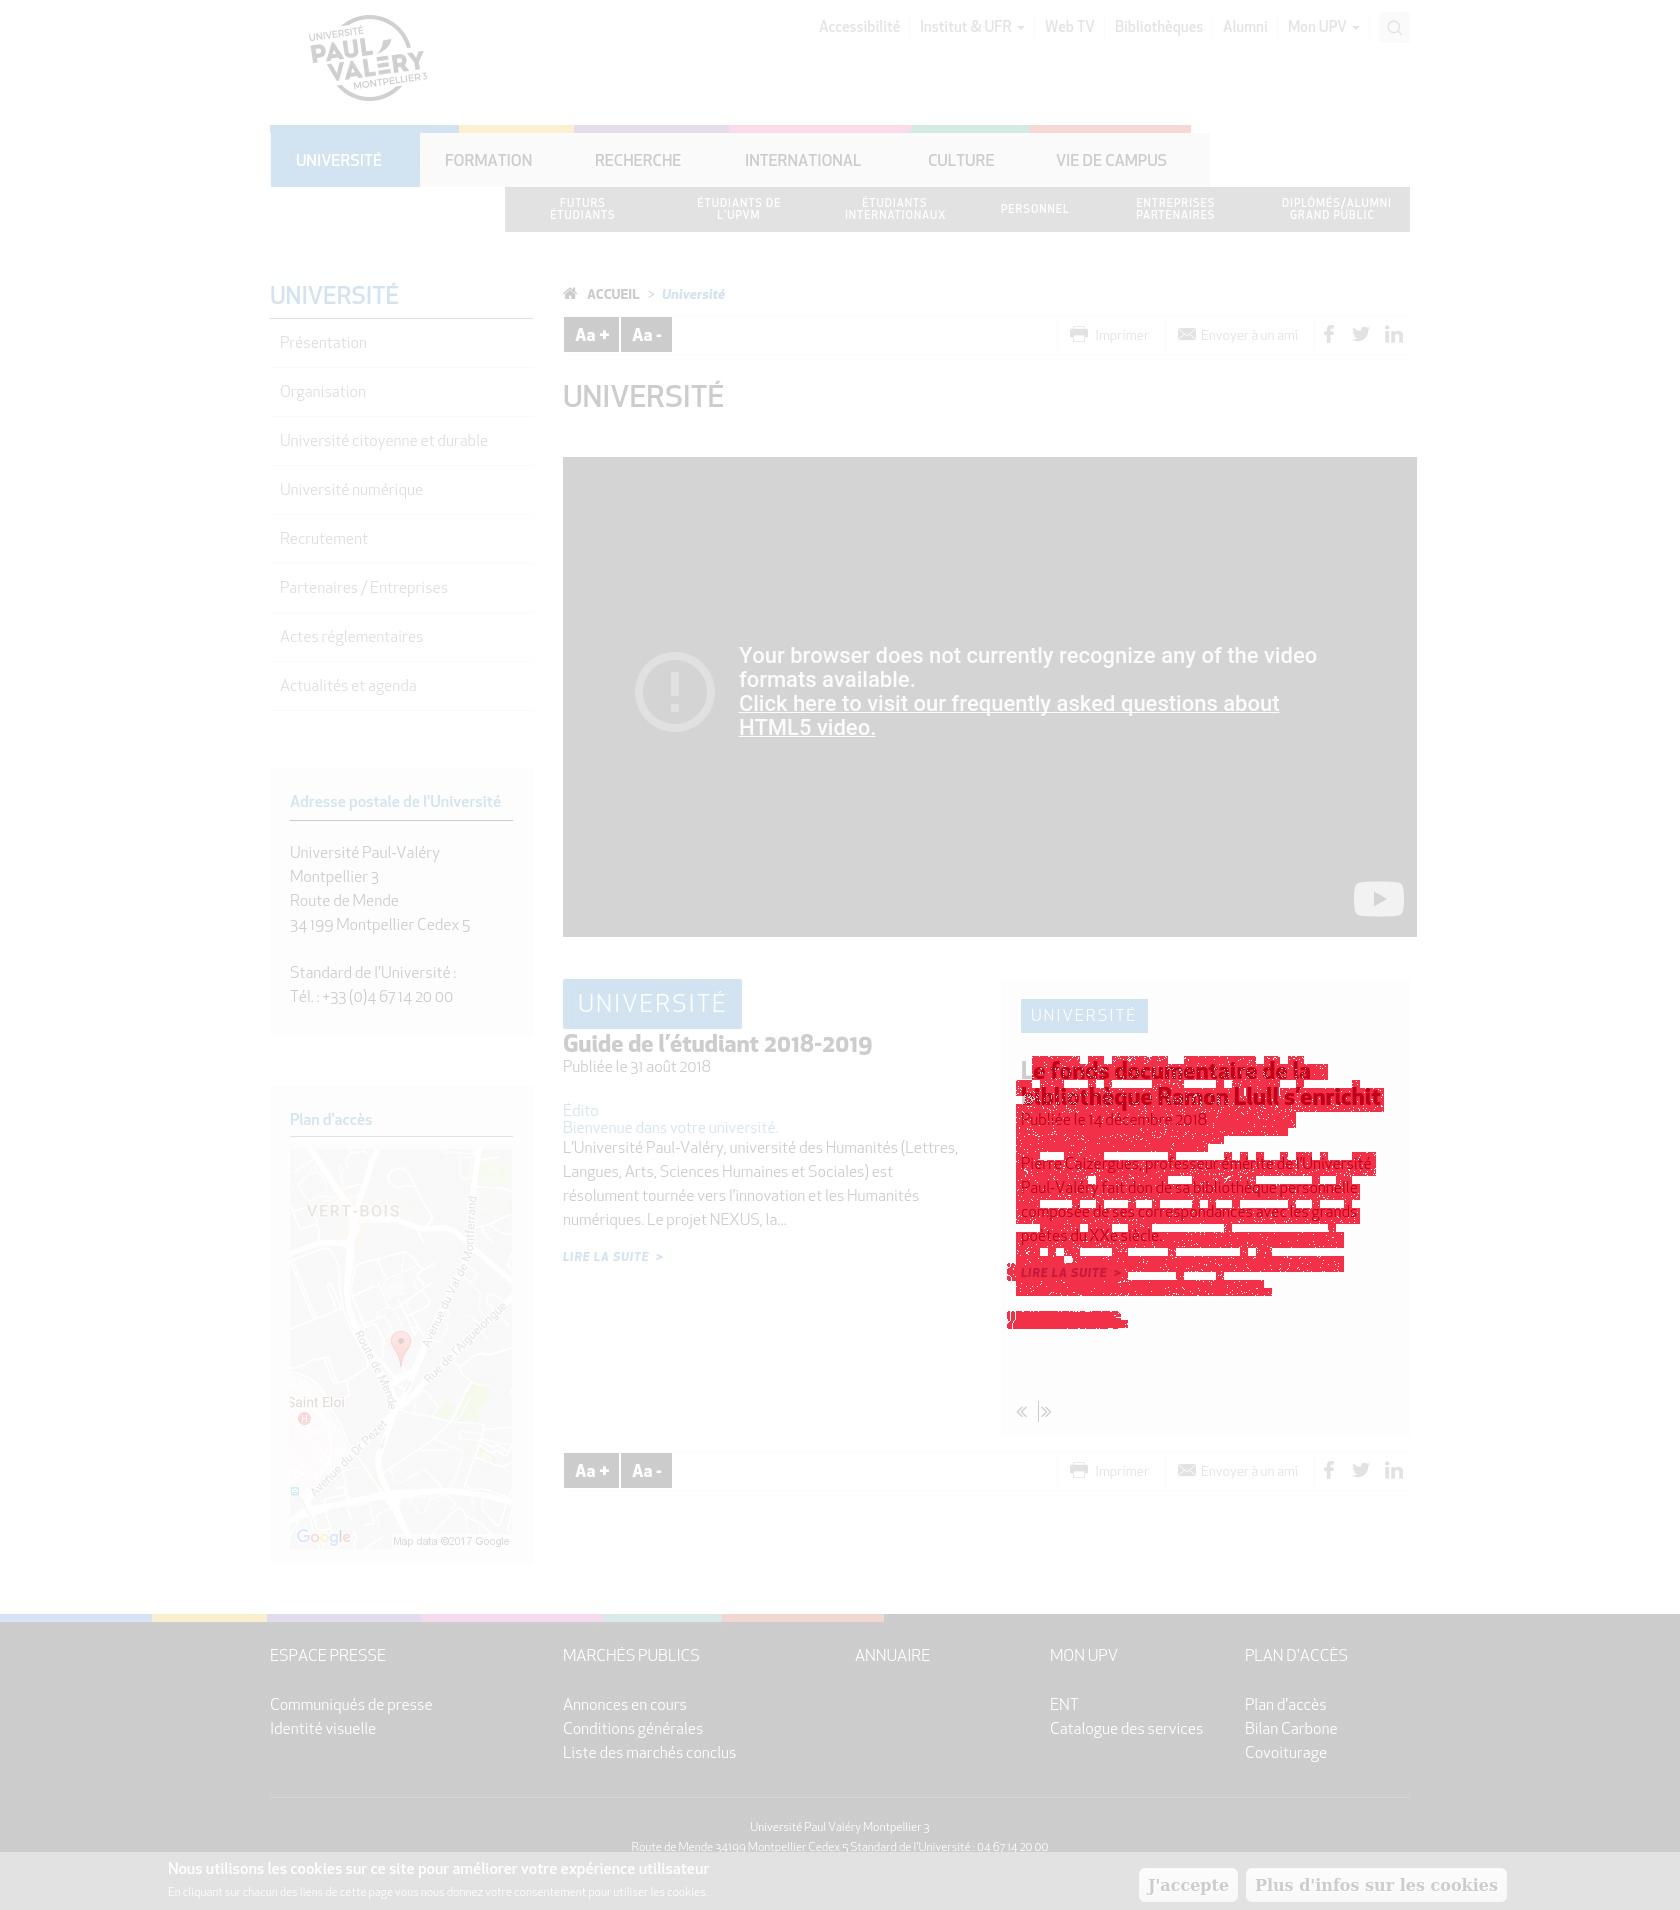 UNIVERSITÉ
PAUL
VALÉRY
MONTPELLIER 3
Accessibilité Institut & UFR Web TV Bibliothèques Alumni Mon UPV
UNIVERSITÉ FORMATION RECHERCHE INTERNATIONAL CULTURE VIE DE CAMPUS
FUTURS ÉTUDIANTS DE ÉTUDIANTS PERSONNEL ENTREPRISES DIPLÔMÉS/ALUMNI
ÉTUDIANTS L'UPVM INTERNATIONAUX PARTENAIRES GRAND PUBLIC
UNIVERSITÉ
Présentation
Organisation
Université citoyenne et durable
Université numérique
Recrutement
Partenaires / Entreprises
Actes réglementaires
Actualités et agenda
Adresse postale de l'Université
Université Paul-Valéry
Montpellier 3
Route de Mende
34 199 Montpellier Cedex 5
Standard de l'Université :
Tél. : +33 (0)4 67 14 20 00
Plan d'accès
VERT-BOIS
Avenue du Val de Montferrand
Route de Mende
Rue de l'Aiguelongue
Saint Eloi
H
Avenue du Dr Pezet
Google
Map data ©2017 Google
ACCUEIL > Université
Aa + Aa - Imprimer Envoyer à un ami
UNIVERSITÉ
Your browser does not currently recognize any of the video
formats available.
Click here to visit our frequently asked questions about
HTML5 video.
UNIVERSITÉ
Guide de l’étudiant 2018-2019
Publiée le 31 août 2018
Édito
Bienvenue dans votre université.
L'Université Paul-Valéry, université des Humanités (Lettres,
Langues, Arts, Sciences Humaines et Sociales) est
résolument tournée vers l'innovation et les Humanités
numériques. Le projet NEXUS, la...
LIRE LA SUITE >
UNIVERSITÉ
Le fonds documentaire de la
bibliothèque Ramon Llull s’enrichit
Publiée le 14 décembre 2018
Pierre Caizergues, professeur émérite de l'Université
Paul-Valéry fait don de sa bibliothèque personnelle
composée de ses correspondances avec les grands
poètes du XXe siècle.
LIRE LA SUITE >
« | »
Aa + Aa - Imprimer Envoyer à un ami
ESPACE PRESSE
Communiqués de presse
Identité visuelle
MARCHÉS PUBLICS
Annonces en cours
Conditions générales
Liste des marchés conclus
ANNUAIRE
MON UPV
ENT
Catalogue des services
PLAN D'ACCÈS
Plan d'accès
Bilan Carbone
Covoiturage
Université Paul Valéry Montpellier 3
Route de Mende 34199 Montpellier Cedex 5 Standard de l'Université : 04 67 14 20 00
Nous utilisons les cookies sur ce site pour améliorer votre expérience utilisateur
En cliquant sur chacun des liens de cette page vous nous donnez votre consentement pour utiliser les cookies.
J'accepte Plus d'infos sur les cookies